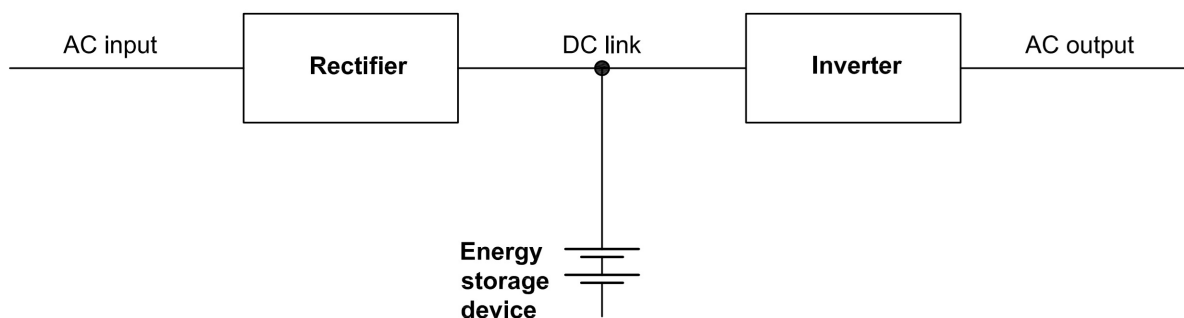 AC input
Rectifier
DC link
Inverter
AC output
Energy
storage
device